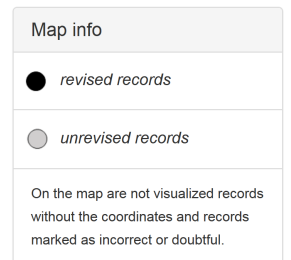 Map info
revised records
unrevised records
On the map are not visualized records
without the coordinates and records
marked as incorrect or doubtful.